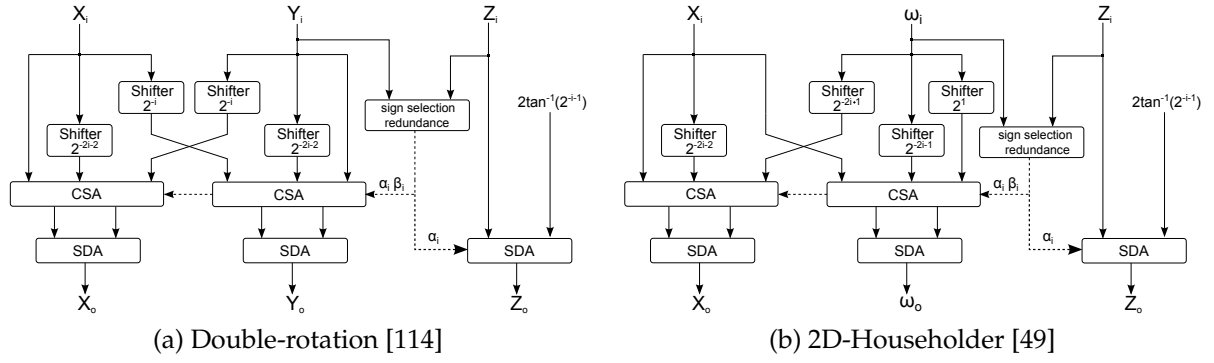 Xᵢ
Yᵢ
Zᵢ
Shifter
2⁻ⁱ
Shifter
2⁻ⁱ
sign selection
redundance
2tan⁻¹(2⁻ⁱ⁻¹)
Shifter
2⁻²ⁱ⁻²
Shifter
2⁻²ⁱ⁻²
CSA
CSA
αᵢ βᵢ
SDA
SDA
αᵢ
SDA
Xₒ
Yₒ
Zₒ
(a) Double-rotation [114]
Xᵢ
ωᵢ
Zᵢ
Shifter
2⁻²ⁱ⁺¹
Shifter
2¹
2tan⁻¹(2⁻ⁱ⁻¹)
Shifter
2⁻²ⁱ⁻²
Shifter
2⁻²ⁱ⁻¹
sign selection
redundance
CSA
CSA
αᵢ βᵢ
SDA
SDA
αᵢ
SDA
Xₒ
ωₒ
Zₒ
(b) 2D-Householder [49]